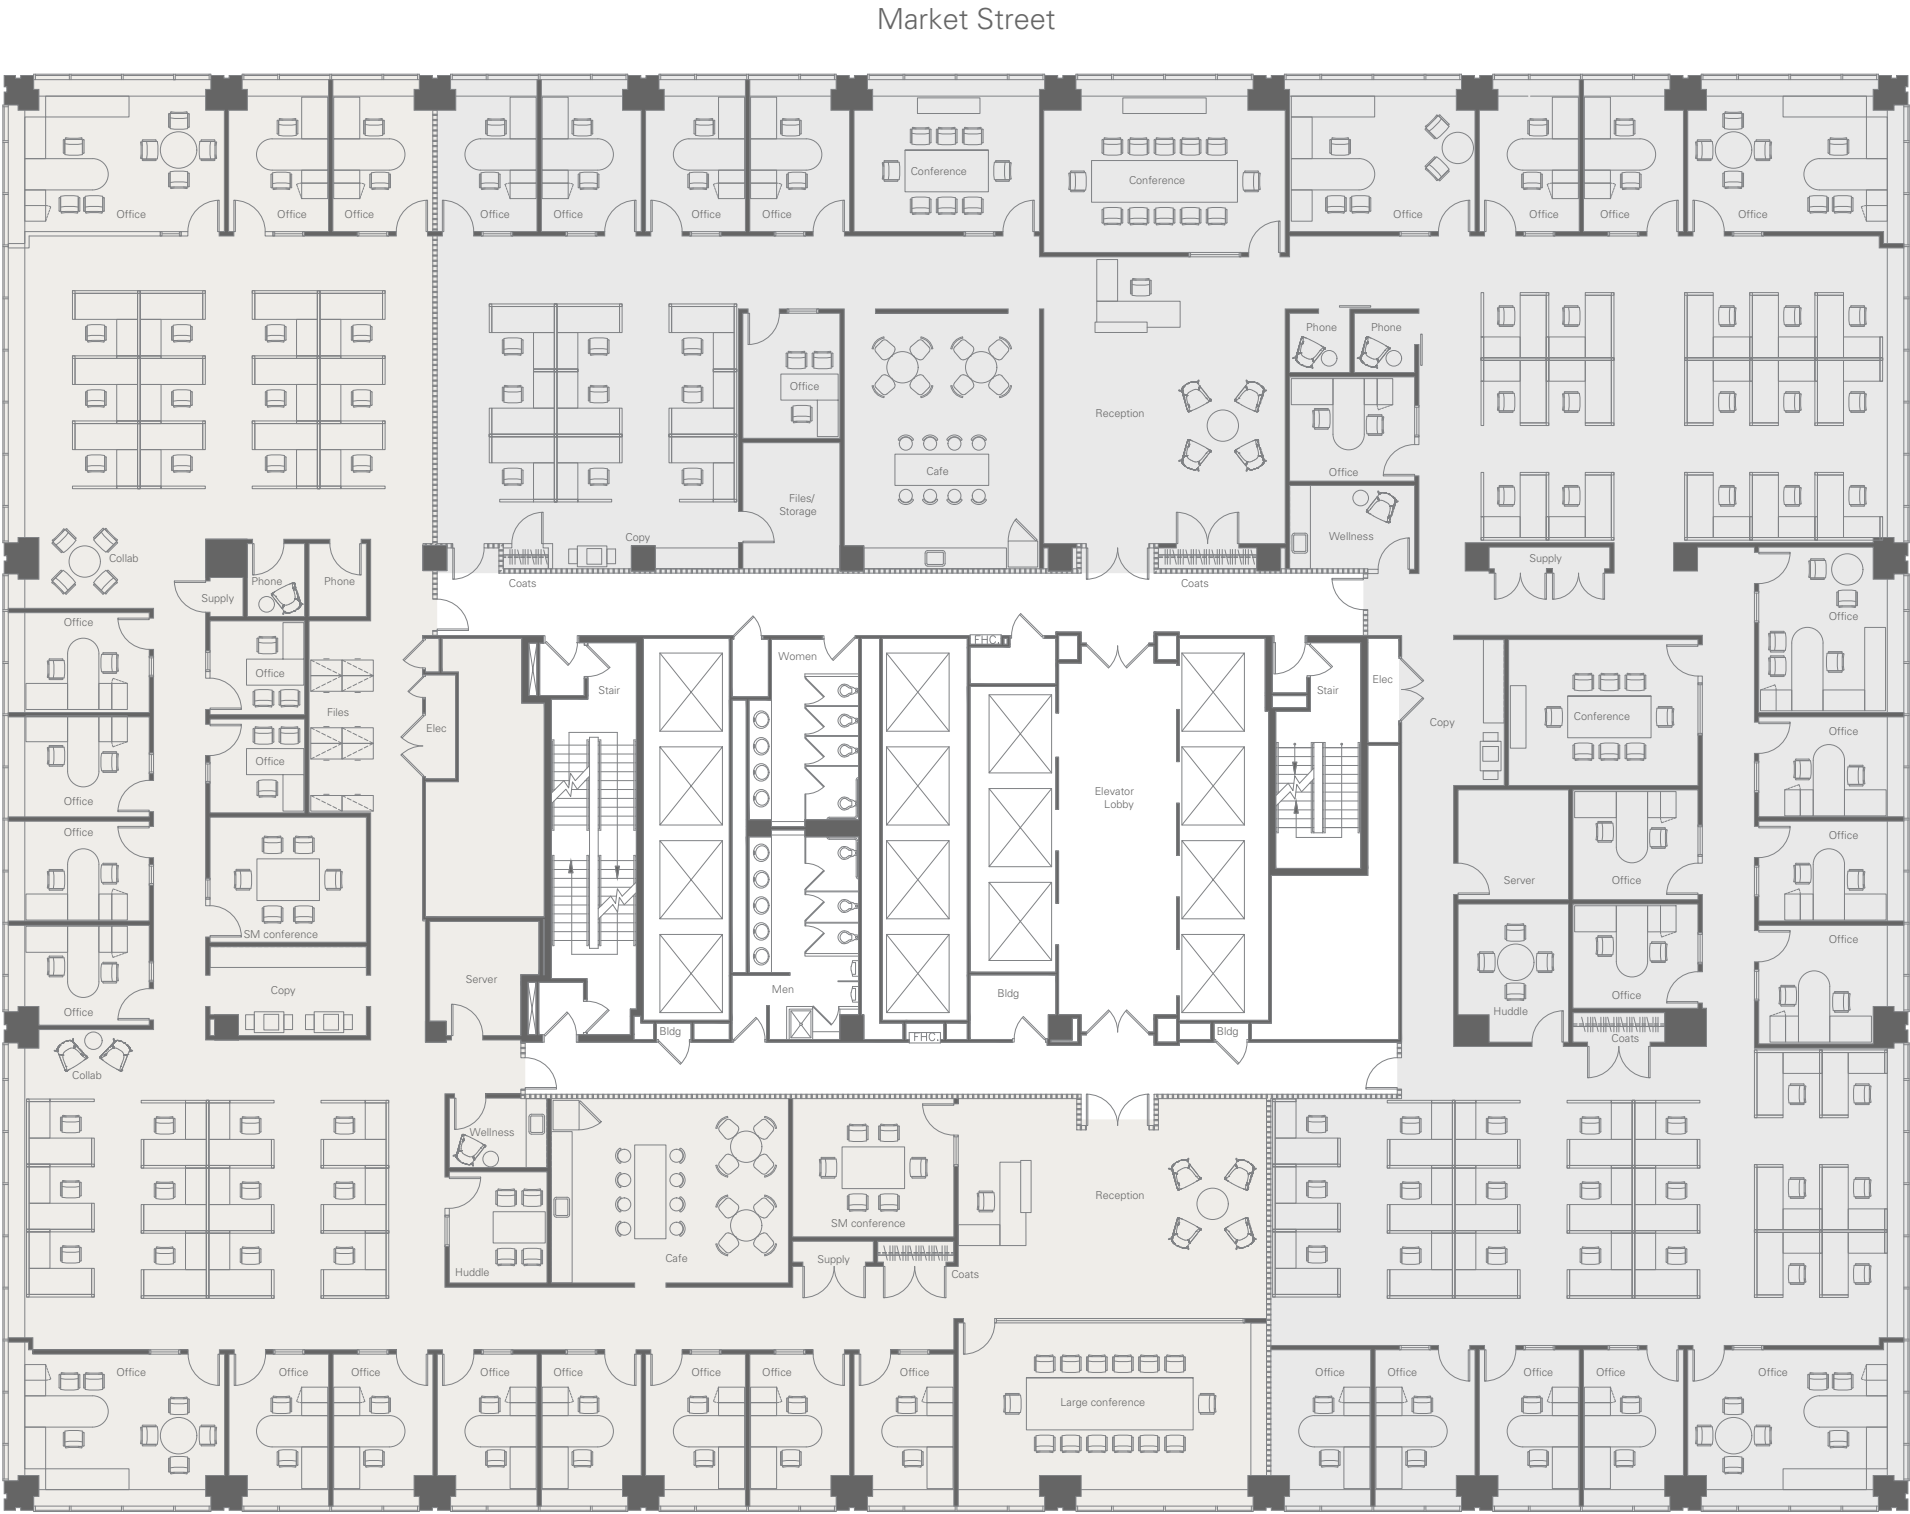 Market Street
Office
Office
Office
Office
Office
Office
Office
Conference
Conference
Office
Office
Office
Office
Phone
Phone
Office
Cafe
Reception
Office
Files/
Storage
Copy
Wellness
Collab
Phone
Phone
Supply
Coats
Coats
Supply
Office
Office
Office
Files
Elec
Stair
Women
FHC.
Stair
Elec
Copy
Conference
Office
Office
Office
Office
Elevator
Lobby
Office
Office
SM conference
Server
Office
Office
Copy
Server
Men
Bldg
Office
Huddle
Office
Bldg
FHC.
Bldg
Coats
Collab
Wellness
Reception
SM conference
Huddle
Cafe
Supply
Coats
Office
Office
Office
Office
Office
Office
Office
Office
Large conference
Office
Office
Office
Office
Office